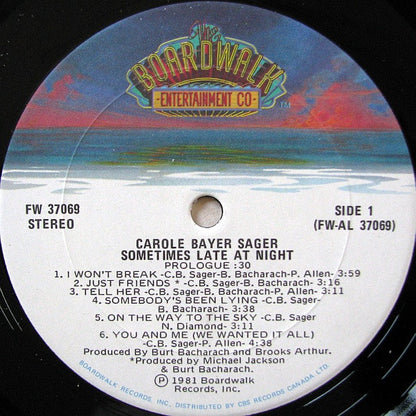 The
BOARDWALK
ENTERTAINMENT CO
TM
FW 37069
STEREO
SIDE 1
(FW-AL 37069)
CAROLE BAYER SAGER
SOMETIMES LATE AT NIGHT
PROLOGUE :30
1. I WON'T BREAK -C.B. Sager-B. Bacharach-P. Allen- 3:59
2. JUST FRIENDS * -C.B. Sager-B. Bacharach- 3:16
3. TELL HER -C.B. Sager-B. Bacharach-P. Allen- 3:11
4. SOMEBODY'S BEEN LYING -C.B. Sager-
B. Bacharach- 3:38
5. ON THE WAY TO THE SKY -C.B. Sager
N. Diamond- 3:11
6. YOU AND ME (WE WANTED IT ALL)
-C.B. Sager-P. Allen- 4:38
Produced By Burt Bacharach and Brooks Arthur.
*Produced by Michael Jackson
& Burt Bacharach.
℗ 1981 Boardwalk
Records, Inc.
BOARDWALK RECORDS, INC. DISTRIBUTED BY CBS RECORDS CANADA LTD.